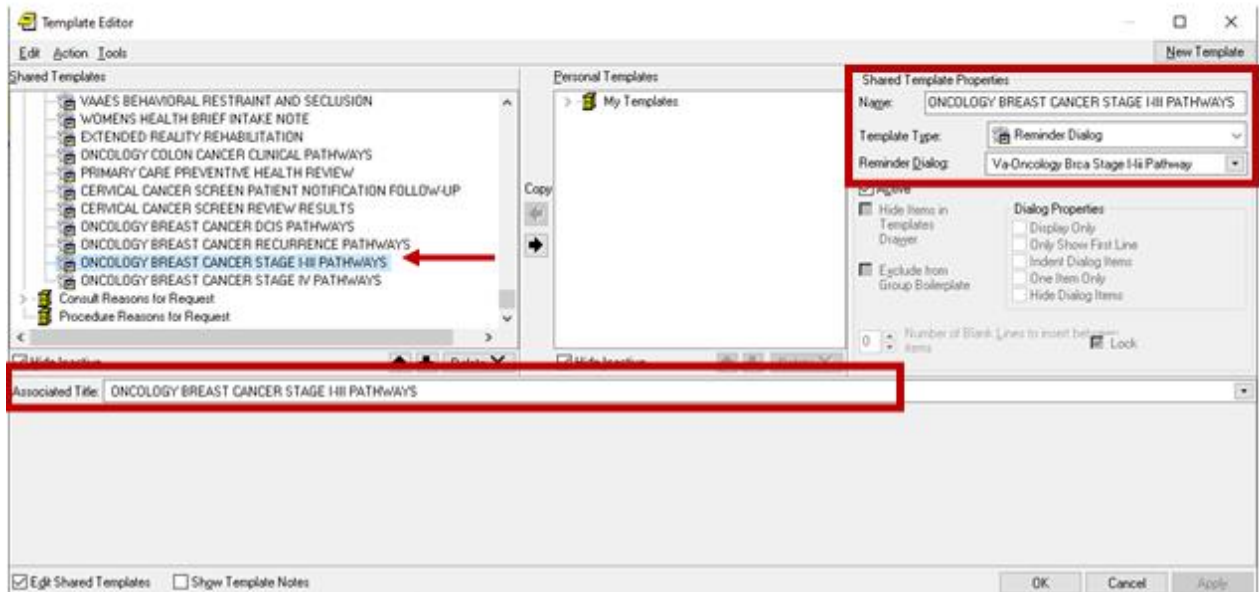 Template Editor
Edit Action Tools
New Template
Shared Templates
VAAES BEHAVIORAL RESTRAINT AND SECLUSION
WOMENS HEALTH BRIEF INTAKE NOTE
EXTENDED REALITY REHABILITATION
ONCOLOGY COLON CANCER CLINICAL PATHWAYS
PRIMARY CARE PREVENTIVE HEALTH REVIEW
CERVICAL CANCER SCREEN PATIENT NOTIFICATION FOLLOW-UP
CERVICAL CANCER SCREEN REVIEW RESULTS
ONCOLOGY BREAST CANCER DCIS PATHWAYS
ONCOLOGY BREAST CANCER RECURRENCE PATHWAYS
ONCOLOGY BREAST CANCER STAGE I-III PATHWAYS
ONCOLOGY BREAST CANCER STAGE IV PATHWAYS
Consult Reasons for Request
Procedure Reasons for Request
Hide Inactive
Delete
Copy
Personal Templates
My Templates
Hide Inactive
Delete
Shared Template Properties
Name: ONCOLOGY BREAST CANCER STAGE I-III PATHWAYS
Template Type: Reminder Dialog
Reminder Dialog: Va-Oncology Brca Stage I-Iii Pathway
Active
Hide Items in
Templates
Drawer
Exclude from
Group Boilerplate
Dialog Properties
Display Only
Only Show First Line
Indent Dialog Items
One Item Only
Hide Dialog Items
0 Number of Blank Lines to insert between
items
Lock
Associated Title: ONCOLOGY BREAST CANCER STAGE I-III PATHWAYS
Edit Shared Templates Show Template Notes
OK Cancel Apply